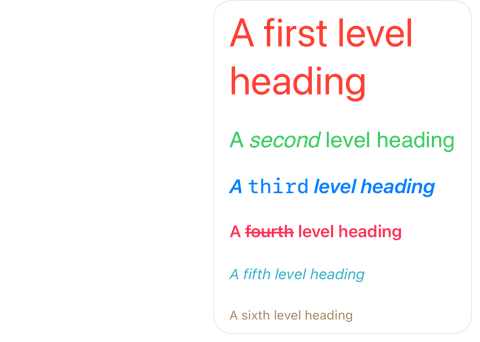 A first level
heading
A second level heading
A third level heading
A fourth level heading
A fifth level heading
A sixth level heading